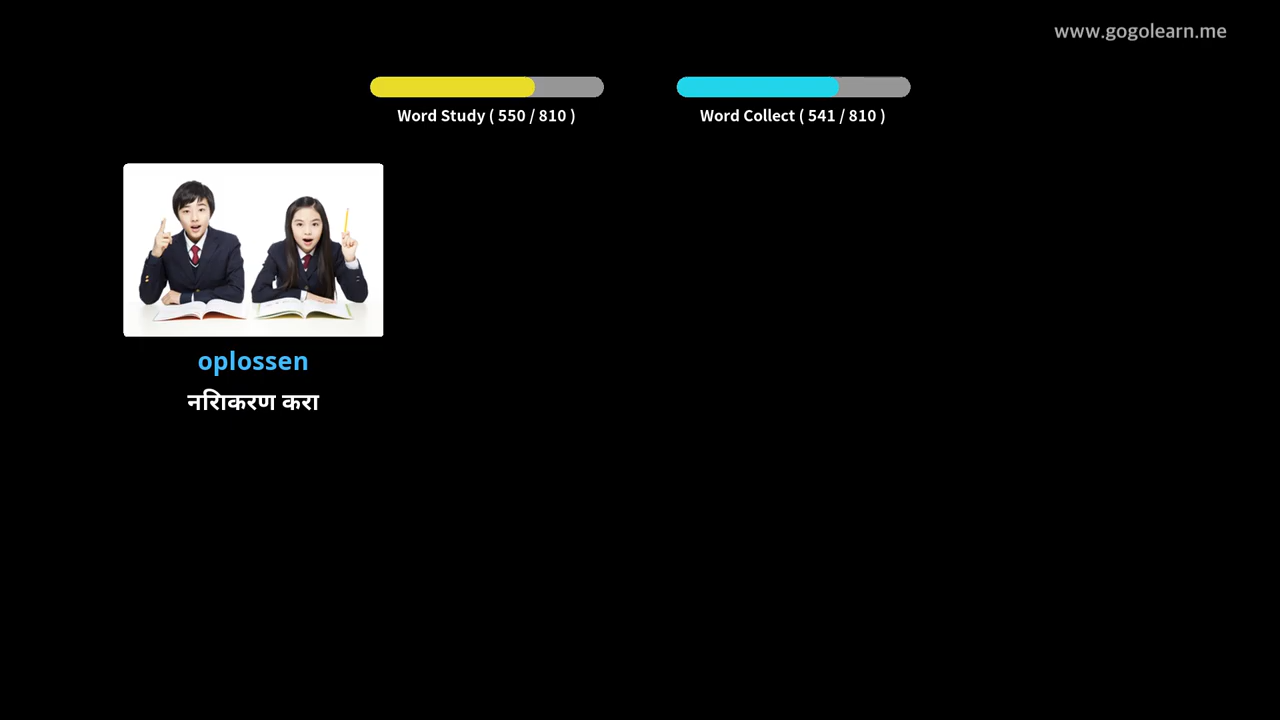 www.gogolearn.me
Word Study ( 550 / 810 )
Word Collect ( 541 / 810 )
oplossen
नरिाकरण करा